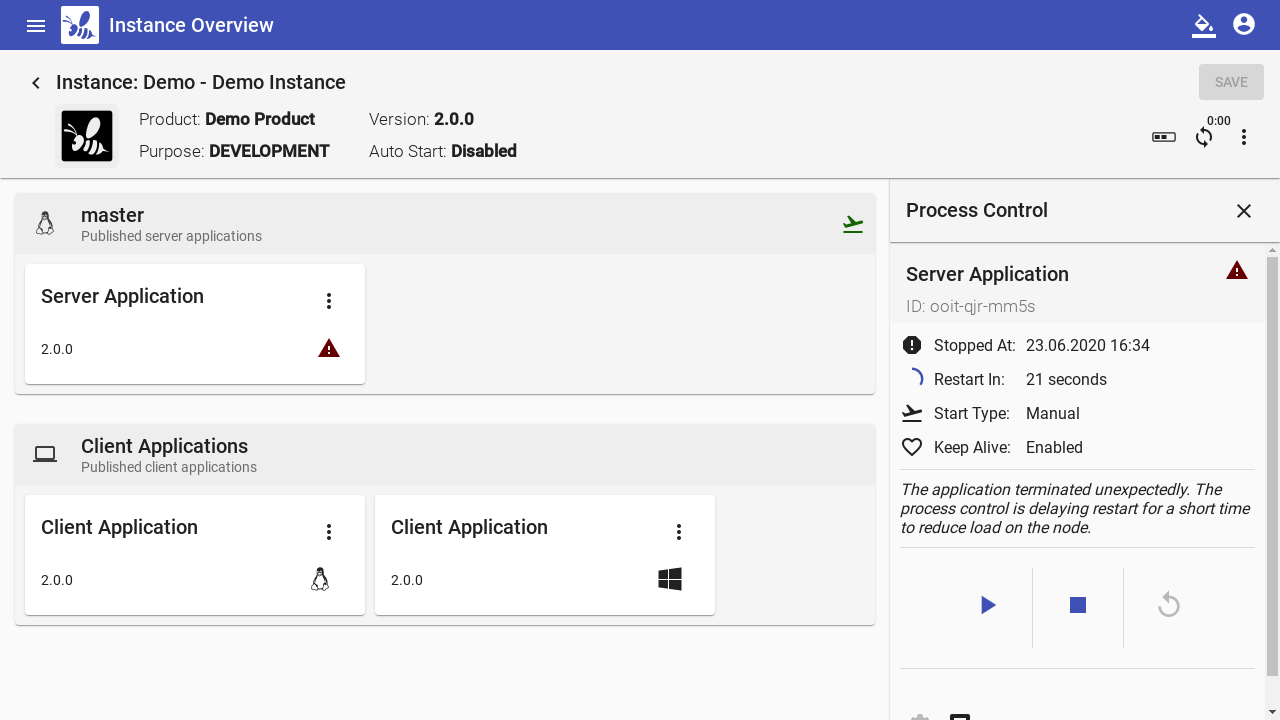 Instance Overview
Instance: Demo - Demo Instance
SAVE
Product: Demo Product
Version: 2.0.0
Purpose: DEVELOPMENT
Auto Start: Disabled
0:00
master
Published server applications
Server Application
2.0.0
Client Applications
Published client applications
Client Application
2.0.0
Client Application
2.0.0
Process Control
Server Application
ID: ooit-qjr-mm5s
Stopped At: 23.06.2020 16:34
Restart In: 21 seconds
Start Type: Manual
Keep Alive: Enabled
The application terminated unexpectedly. The
process control is delaying restart for a short time
to reduce load on the node.